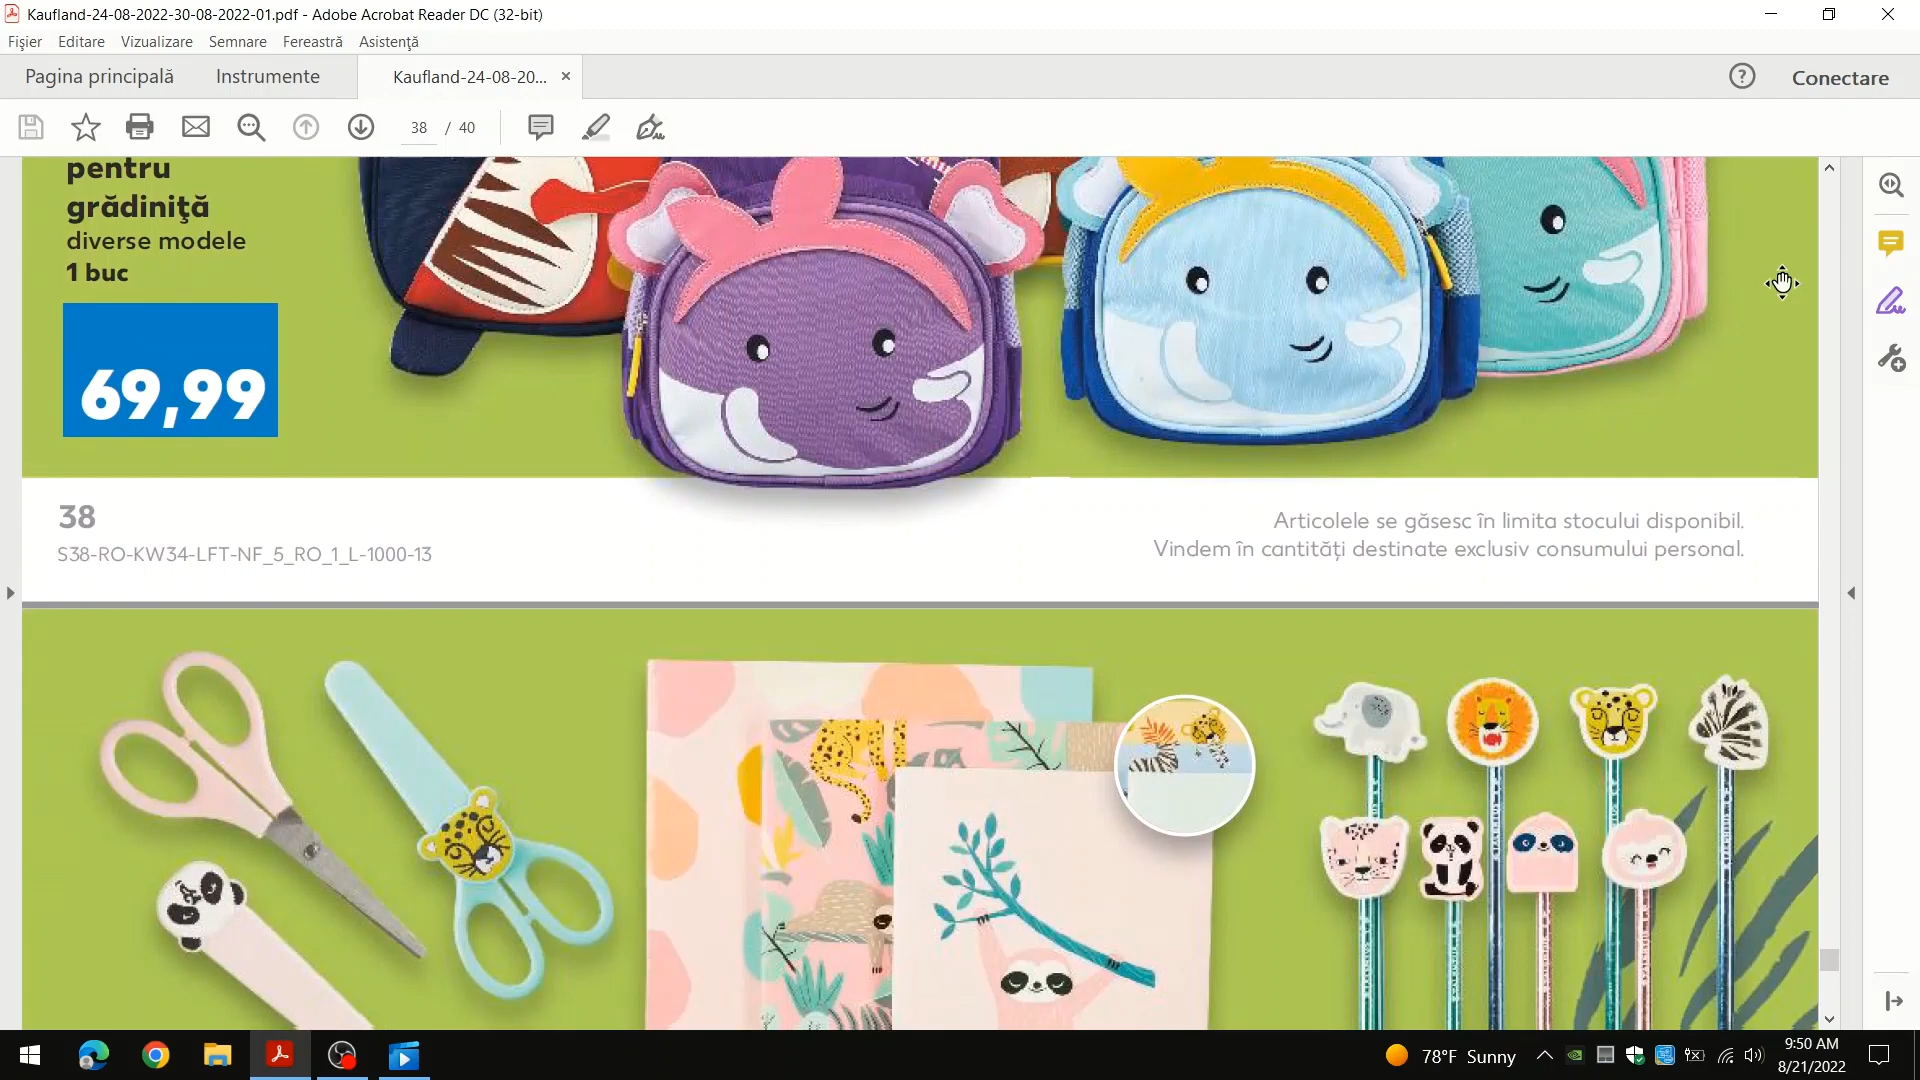 Kaufland-24-08-2022-30-08-2022-01.pdf - Adobe Acrobat Reader DC (32-bit)
Fişier Editare Vizualizare Semnare Fereastră Asistenţă
Pagina principală Instrumente Kaufland-24-08-20... Conectare
38 / 40
pentru
grădiniţă
diverse modele
1 buc
69,99
38
S38-RO-KW34-LFT-NF_5_RO_1_L-1000-13
Articolele se găsesc în limita stocului disponibil.
Vindem în cantități destinate exclusiv consumului personal.
78°F Sunny
9:50 AM
8/21/2022